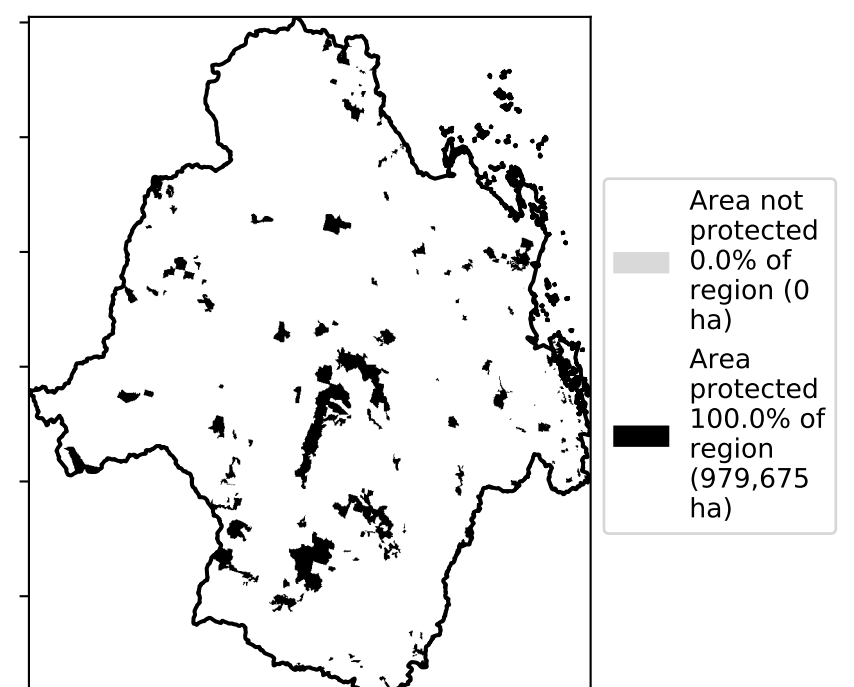 Area not
protected
0.0% of
region (0
ha)
Area
protected
100.0% of
region
(979,675
ha)